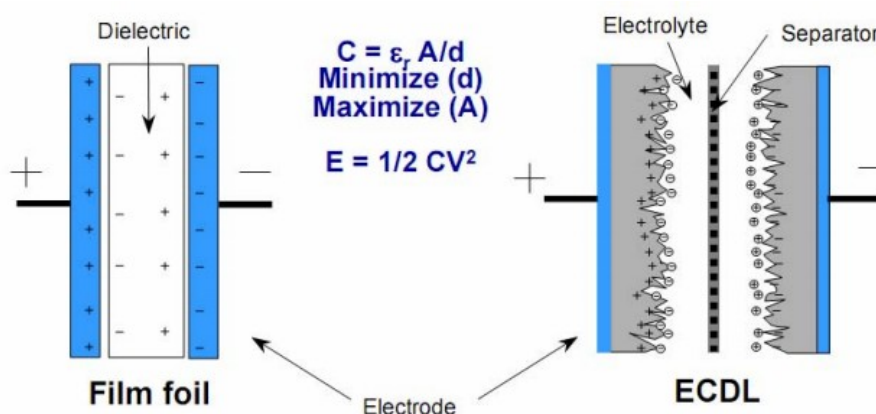 Dielectric
C = εr A/d
Minimize (d)
Maximize (A)
E = 1/2 CV²
Electrolyte
Separator
+
−
+
−
Film foil
Electrode
ECDL